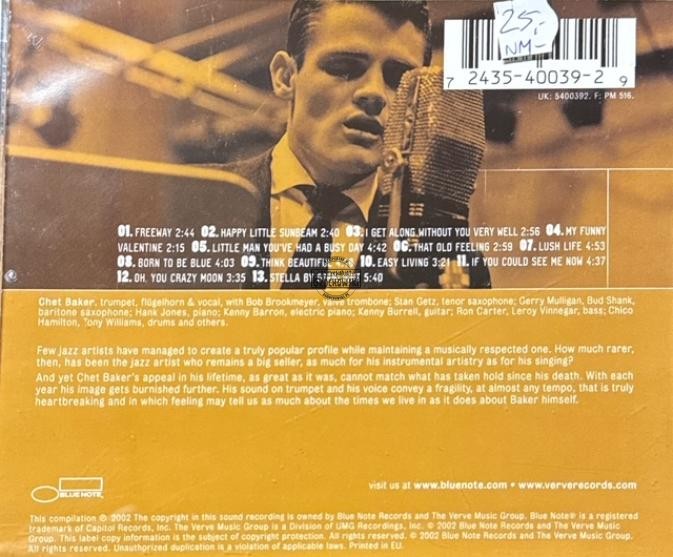 25,-
NM-
7 2435-40039-2 9
UK: 5400392. F: PM 516.
01. FREEWAY 2:44 02. HAPPY LITTLE SUNBEAM 2:40 03. I GET ALONG WITHOUT YOU VERY WELL 2:56 04. MY FUNNY
VALENTINE 2:15 05. LITTLE MAN YOU'VE HAD A BUSY DAY 4:42 06. THAT OLD FEELING 2:59 07. LUSH LIFE 4:53
08. BORN TO BE BLUE 4:03 09. THINK BEAUTIFUL 10. EASY LIVING 3:21 11. IF YOU COULD SEE ME NOW 4:37
12. OH, YOU CRAZY MOON 3:35 13. STELLA BY STARLIGHT 5:40
Chet Baker, trumpet, flügelhorn & vocal, with Bob Brookmeyer, valve trombone; Stan Getz, tenor saxophone; Gerry Mulligan, Bud Shank,
baritone saxophone; Hank Jones, piano; Kenny Barron, electric piano; Kenny Burrell, guitar; Ron Carter, Leroy Vinnegar, bass; Chico
Hamilton, Tony Williams, drums and others.
Few jazz artists have managed to create a truly popular profile while maintaining a musically respected one. How much rarer,
then, has been the jazz artist who remains a big seller, as much for his instrumental artistry as for his singing?
And yet Chet Baker's appeal in his lifetime, as great as it was, cannot match what has taken hold since his death. With each
year his image gets burnished further. His sound on trumpet and his voice convey a fragility, at almost any tempo, that is truly
heartbreaking and in which feeling may tell us as much about the times we live in as it does about Baker himself.
BLUE NOTE
visit us at www.bluenote.com • www.ververecords.com
This compilation ℗ 2002 The copyright in this sound recording is owned by Blue Note Records and The Verve Music Group. Blue Note® is a registered
trademark of Capitol Records, Inc. The Verve Music Group is a Division of UMG Recordings, Inc. © 2002 Blue Note Records and The Verve Music
Group. This label copy information is the subject of copyright protection. All rights reserved. © 2002 Blue Note Records and The Verve Music Group.
All rights reserved. Unauthorized duplication is a violation of applicable laws. Printed in EU.